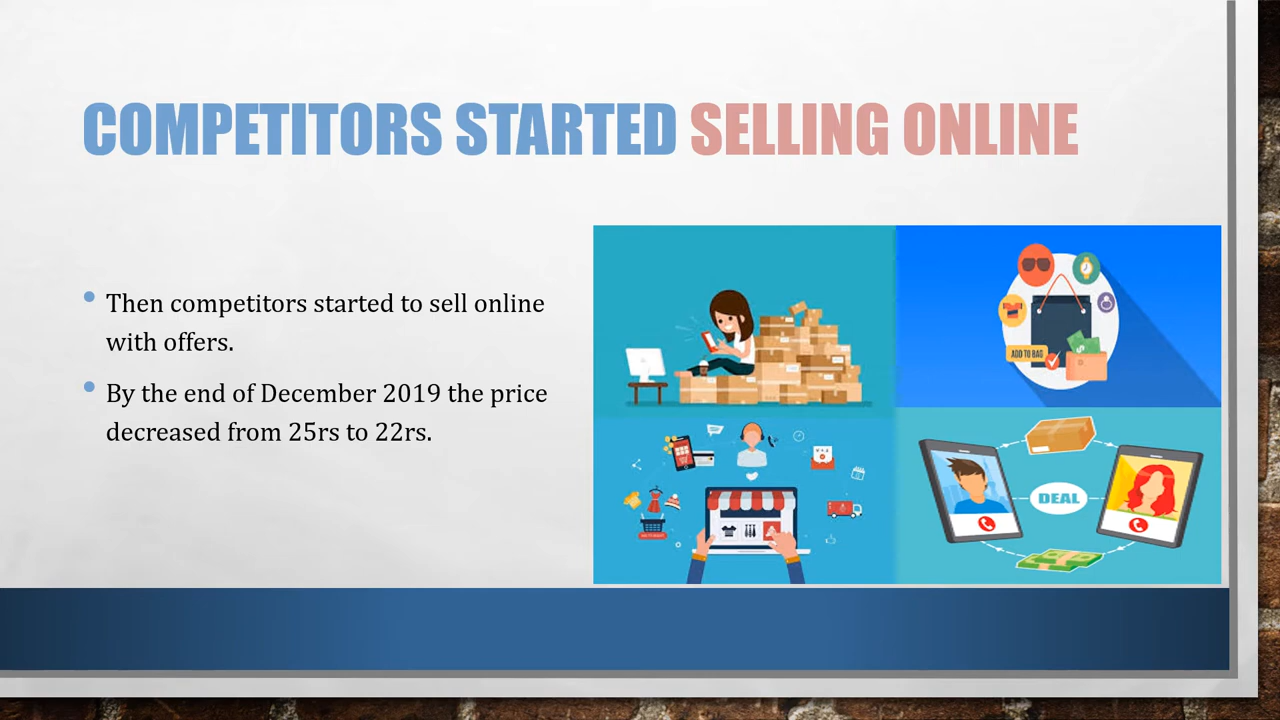 COMPETITORS STARTED SELLING ONLINE
Then competitors started to sell online
with offers.
By the end of December 2019 the price
decreased from 25rs to 22rs.
ADD TO BAG
DEAL